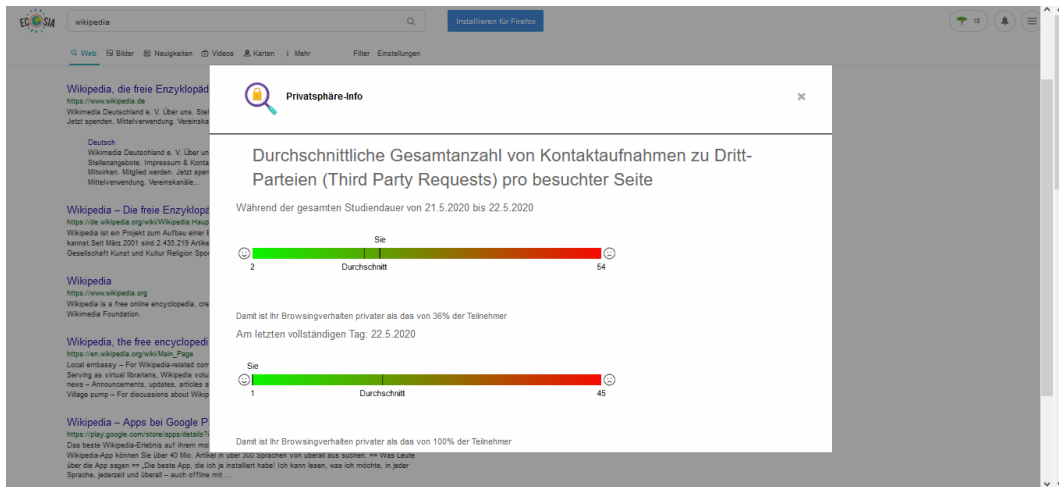 ECOSIA
wikipedia
Installieren für Firefox
18
Web Bilder Neuigkeiten Videos Karten Mehr Filter Einstellungen
Wikipedia, die freie Enzyklopäd
https://www.wikipedia.de
Wikimedia Deutschland e. V. Über uns. Stel
Jetzt spenden. Mittelverwendung. Vereinska
Deutsch
Wikimedia Deutschland e. V. Über un
Stellenangebote. Impressum & Konta
Mitwirken. Mitglied werden. Jetzt spen
Mittelverwendung. Vereinskanäle...
Wikipedia – Die freie Enzyklopä
https://de.wikipedia.org/wiki/Wikipedia:Haup
Wikipedia ist ein Projekt zum Aufbau einer E
kannst.Seit März 2001 sind 2.435.219 Artike
Gesellschaft Kunst und Kultur Religion Spor
Wikipedia
https://www.wikipedia.org
Wikipedia is a free online encyclopedia, cre
Wikimedia Foundation.
Wikipedia, the free encyclopedi
https://en.wikipedia.org/wiki/Main_Page
Local embassy – For Wikipedia-related com
Serving as virtual librarians. Wikipedia volu
news – Announcements, updates, articles a
Village pump – For discussions about Wikip
Wikipedia – Apps bei Google P
https://play.google.com/store/apps/details?i
Das beste Wikipedia-Erlebnis auf ihrem mo
Wikipedia-App können Sie über 40 Mio. Artikel in über 300 Sprachen von überall aus suchen. == Was Leute
über die App sagen == „Die beste App, die ich je installiert habe! Ich kann lesen, was ich möchte, in jeder
Sprache, jederzeit und überall – auch offline mit ...
Privatsphäre-Info
Durchschnittliche Gesamtanzahl von Kontaktaufnahmen zu Dritt-
Parteien (Third Party Requests) pro besuchter Seite
Während der gesamten Studiendauer von 21.5.2020 bis 22.5.2020
Sie
2 Durchschnitt 54
Damit ist Ihr Browsingverhalten privater als das von 36% der Teilnehmer
Am letzten vollständigen Tag: 22.5.2020
Sie
1 Durchschnitt 45
Damit ist Ihr Browsingverhalten privater als das von 100% der Teilnehmer